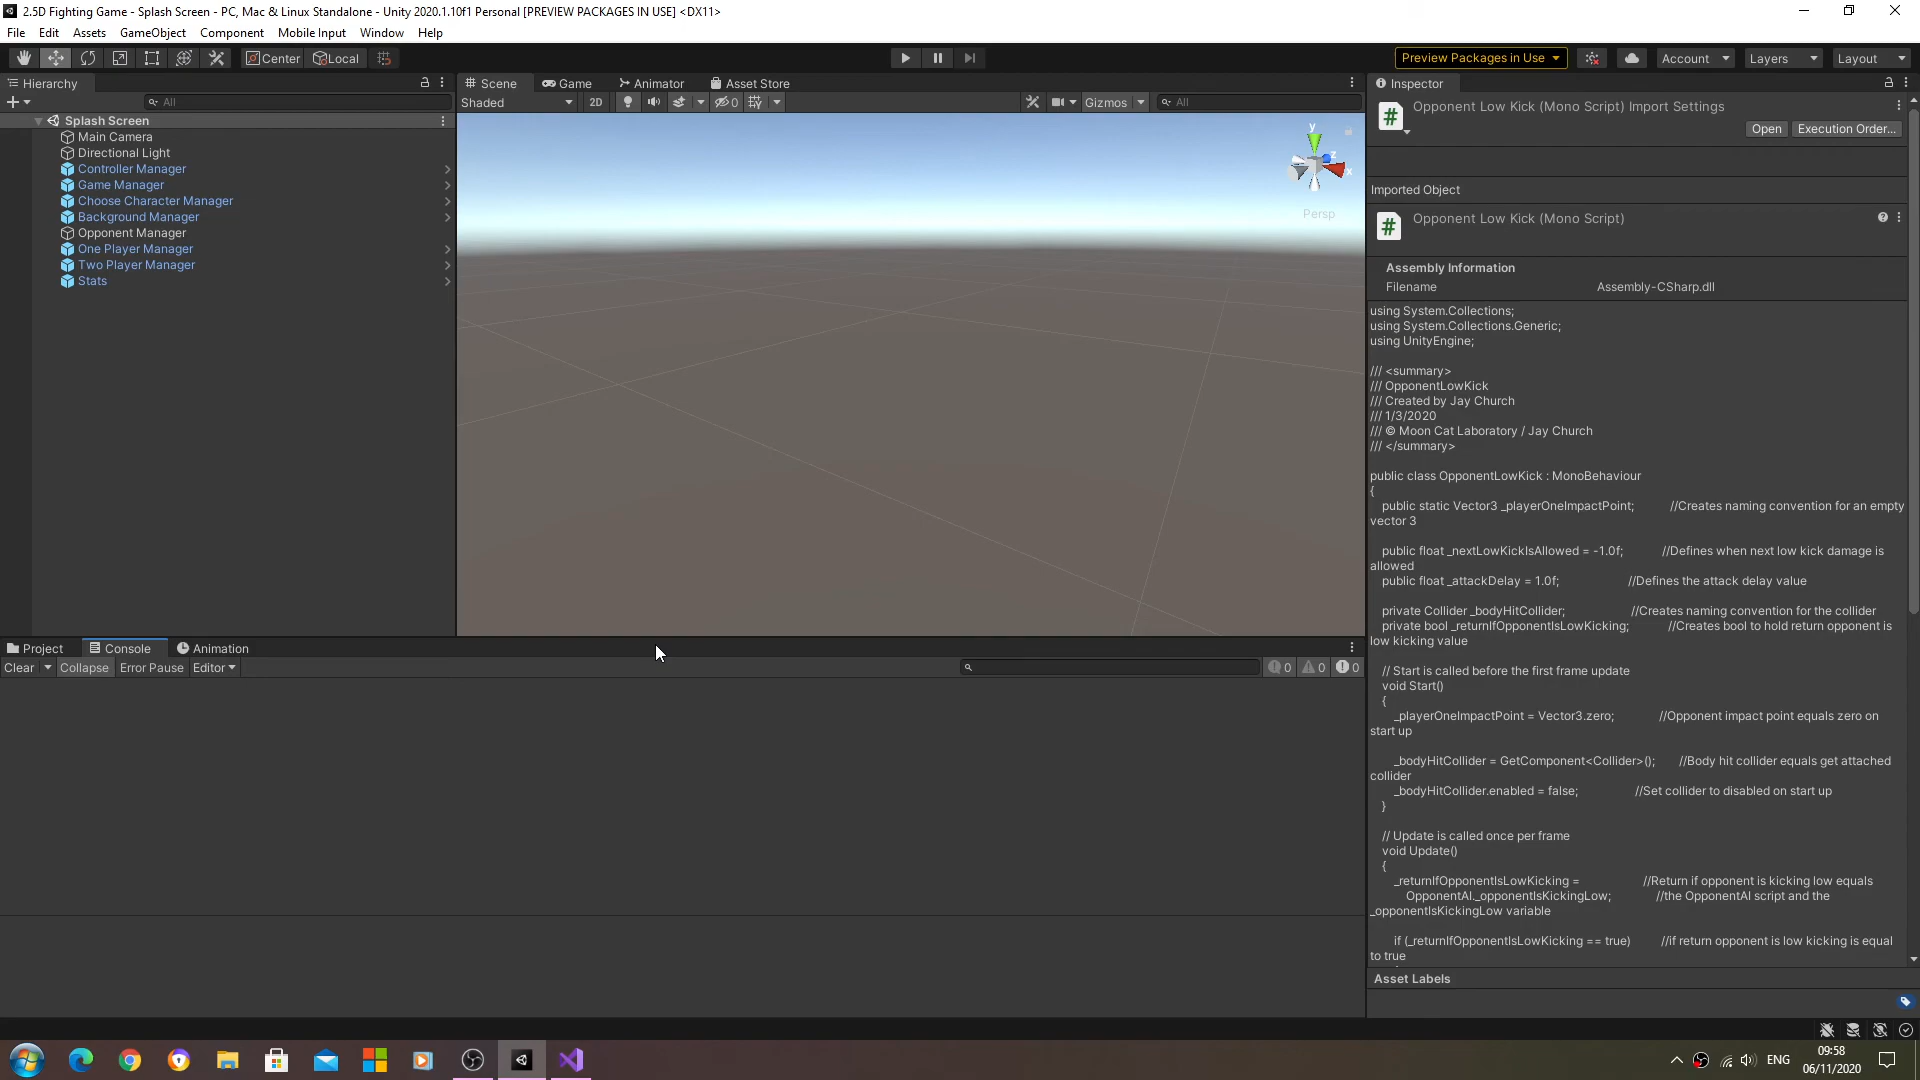 2.5D Fighting Game - Splash Screen - PC, Mac & Linux Standalone - Unity 2020.1.10f1 Personal [PREVIEW PACKAGES IN USE] <DX11>
File Edit Assets GameObject Component Mobile Input Window Help
Center Local Preview Packages in Use Account Layers Layout
Hierarchy
All
Splash Screen
Main Camera
Directional Light
Controller Manager
Game Manager
Choose Character Manager
Background Manager
Opponent Manager
One Player Manager
Two Player Manager
Stats
Scene Game Animator Asset Store
Shaded 2D 0 Gizmos All
y
z
x
Persp
Project Console Animation
Clear Collapse Error Pause Editor 0 0 0
Inspector
Opponent Low Kick (Mono Script) Import Settings
Open Execution Order...
Imported Object
Opponent Low Kick (Mono Script)
Assembly Information
Filename Assembly-CSharp.dll
using System.Collections;
using System.Collections.Generic;
using UnityEngine;
/// <summary>
/// OpponentLowKick
/// Created by Jay Church
/// 1/3/2020
/// © Moon Cat Laboratory / Jay Church
/// </summary>
public class OpponentLowKick : MonoBehaviour
{
public static Vector3 _playerOneImpactPoint; //Creates naming convention for an empty
vector 3
public float _nextLowKickIsAllowed = -1.0f; //Defines when next low kick damage is
allowed
public float _attackDelay = 1.0f; //Defines the attack delay value
private Collider _bodyHitCollider; //Creates naming convention for the collider
private bool _returnIfOpponentIsLowKicking; //Creates bool to hold return opponent is
low kicking value
// Start is called before the first frame update
void Start()
{
_playerOneImpactPoint = Vector3.zero; //Opponent impact point equals zero on
start up
_bodyHitCollider = GetComponent<Collider>(); //Body hit collider equals get attached
collider
_bodyHitCollider.enabled = false; //Set collider to disabled on start up
}
// Update is called once per frame
void Update()
{
_returnIfOpponentIsLowKicking = //Return if opponent is kicking low equals
OpponentAI._opponentIsKickingLow; //the OpponentAI script and the
_opponentIsKickingLow variable
if (_returnIfOpponentIsLowKicking == true) //if return opponent is low kicking is equal
to true
Asset Labels
ENG
09:58
06/11/2020